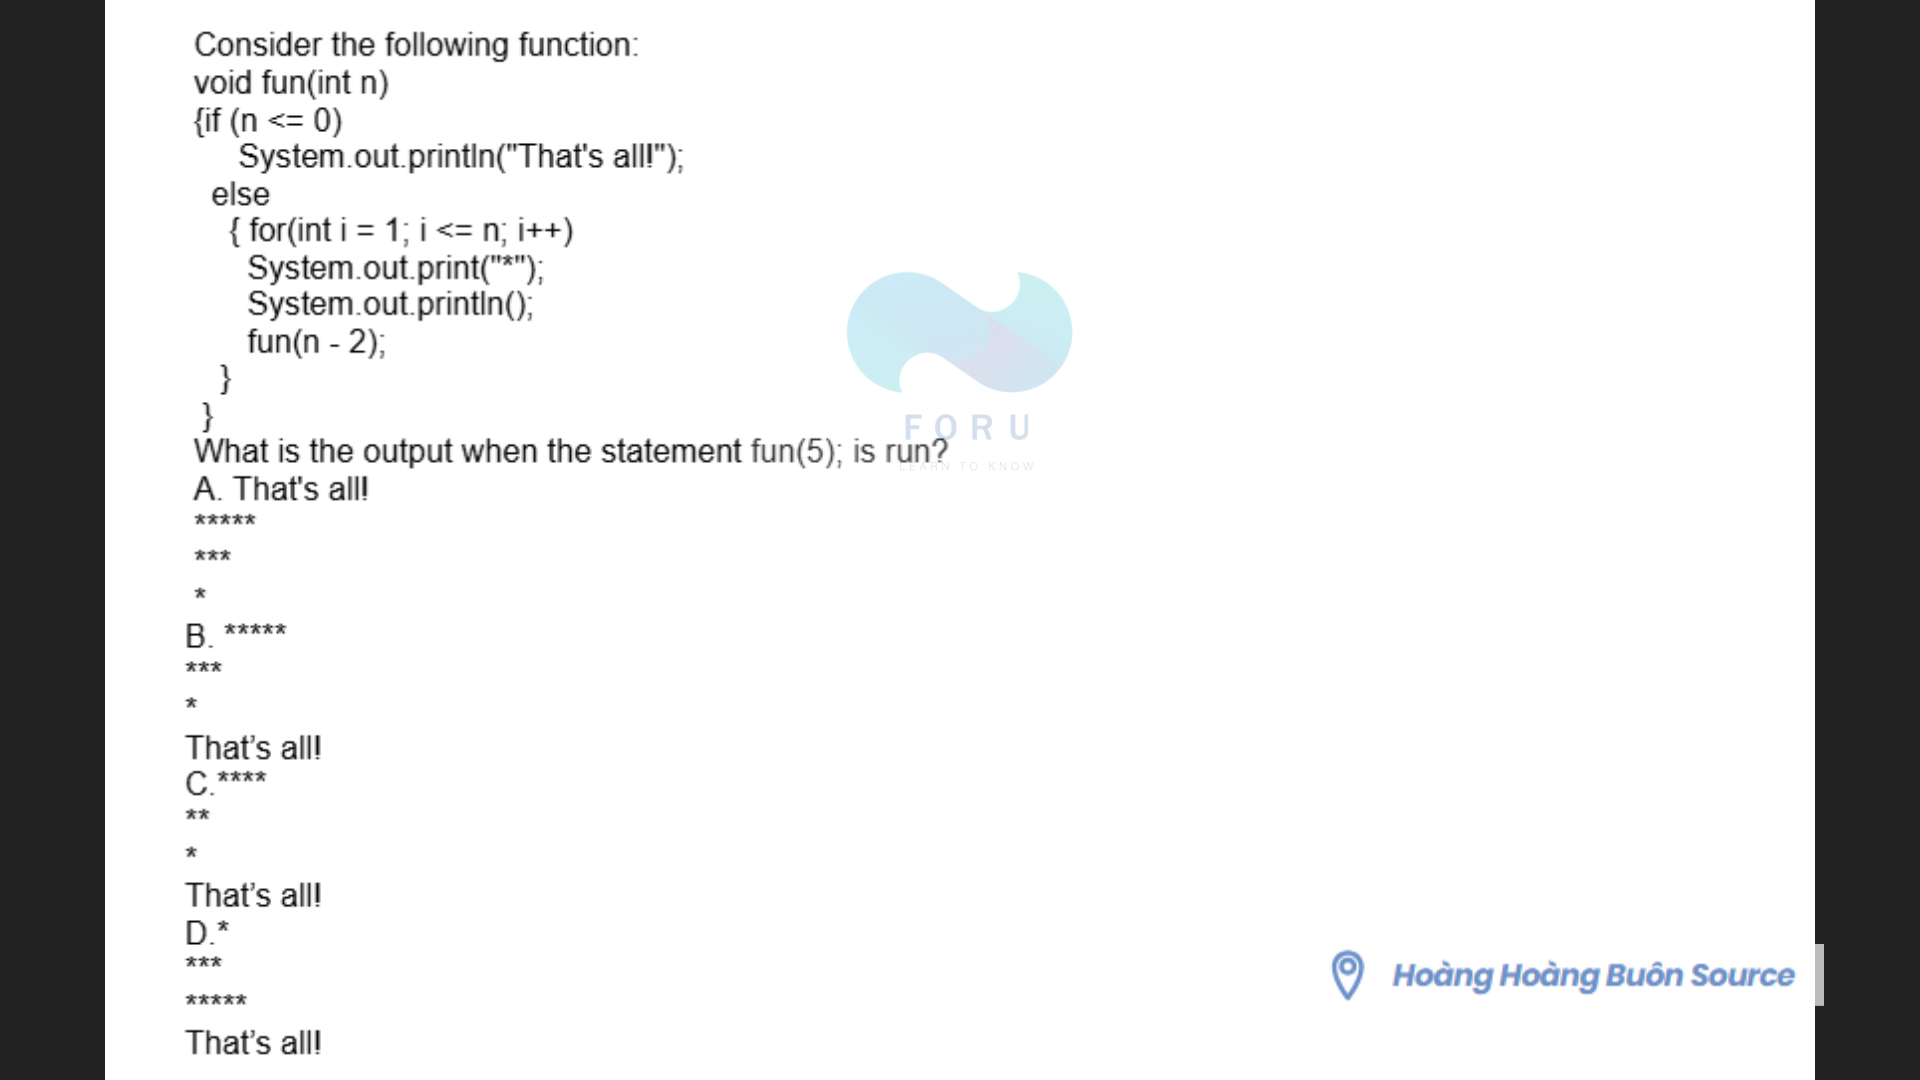 Consider the following function:
void fun(int n)
{if (n <= 0)
System.out.println("That's all!");
else
{ for(int i = 1; i <= n; i++)
System.out.print("*");
System.out.println();
fun(n - 2);
}
}
What is the output when the statement fun(5); is run?
A. That's all!
*****
***
*
B. *****
***
*
That’s all!
C.****
**
*
That’s all!
D.*
***
*****
That’s all!
FORU
LEARN TO KNOW
Hoàng Hoàng Buôn Source